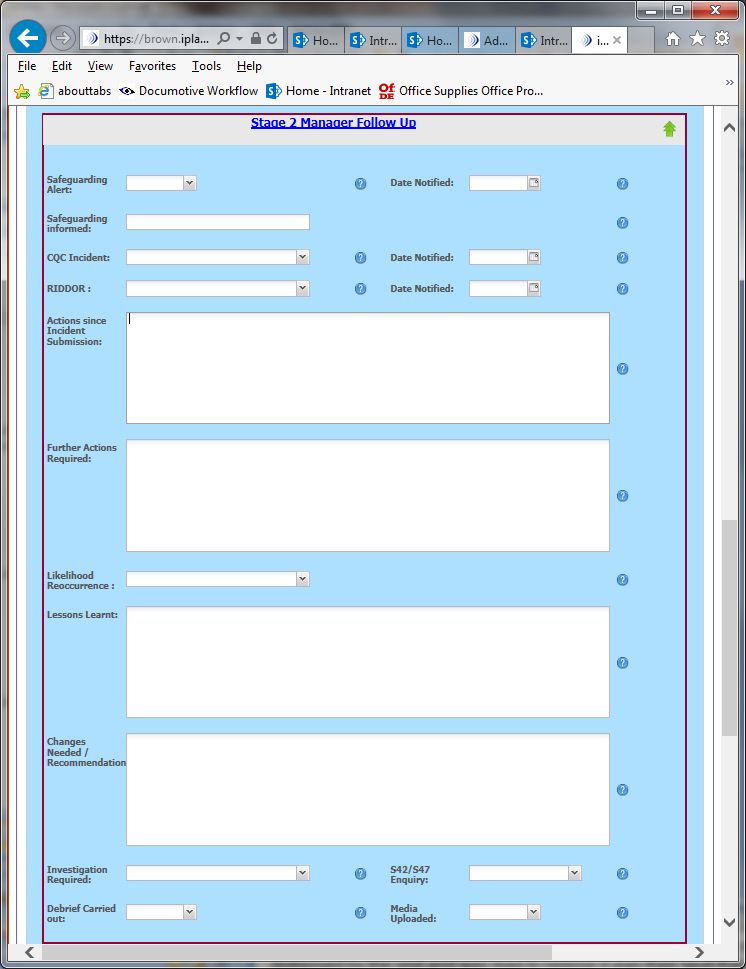 https://brown.ipla...
Ho...
Intr...
Ho...
Ad...
Intr...
i...
File Edit View Favorites Tools Help
abouttabs Documotive Workflow Home - Intranet Office Supplies Office Pro...
Stage 2 Manager Follow Up
Safeguarding
Alert:
Date Notified:
Safeguarding
informed:
CQC Incident:
Date Notified:
RIDDOR :
Date Notified:
Actions since
Incident
Submission:
Further Actions
Required:
Likelihood
Reoccurrence :
Lessons Learnt:
Changes
Needed /
Recommendation
Investigation
Required:
S42/S47
Enquiry:
Debrief Carried
out:
Media
Uploaded: